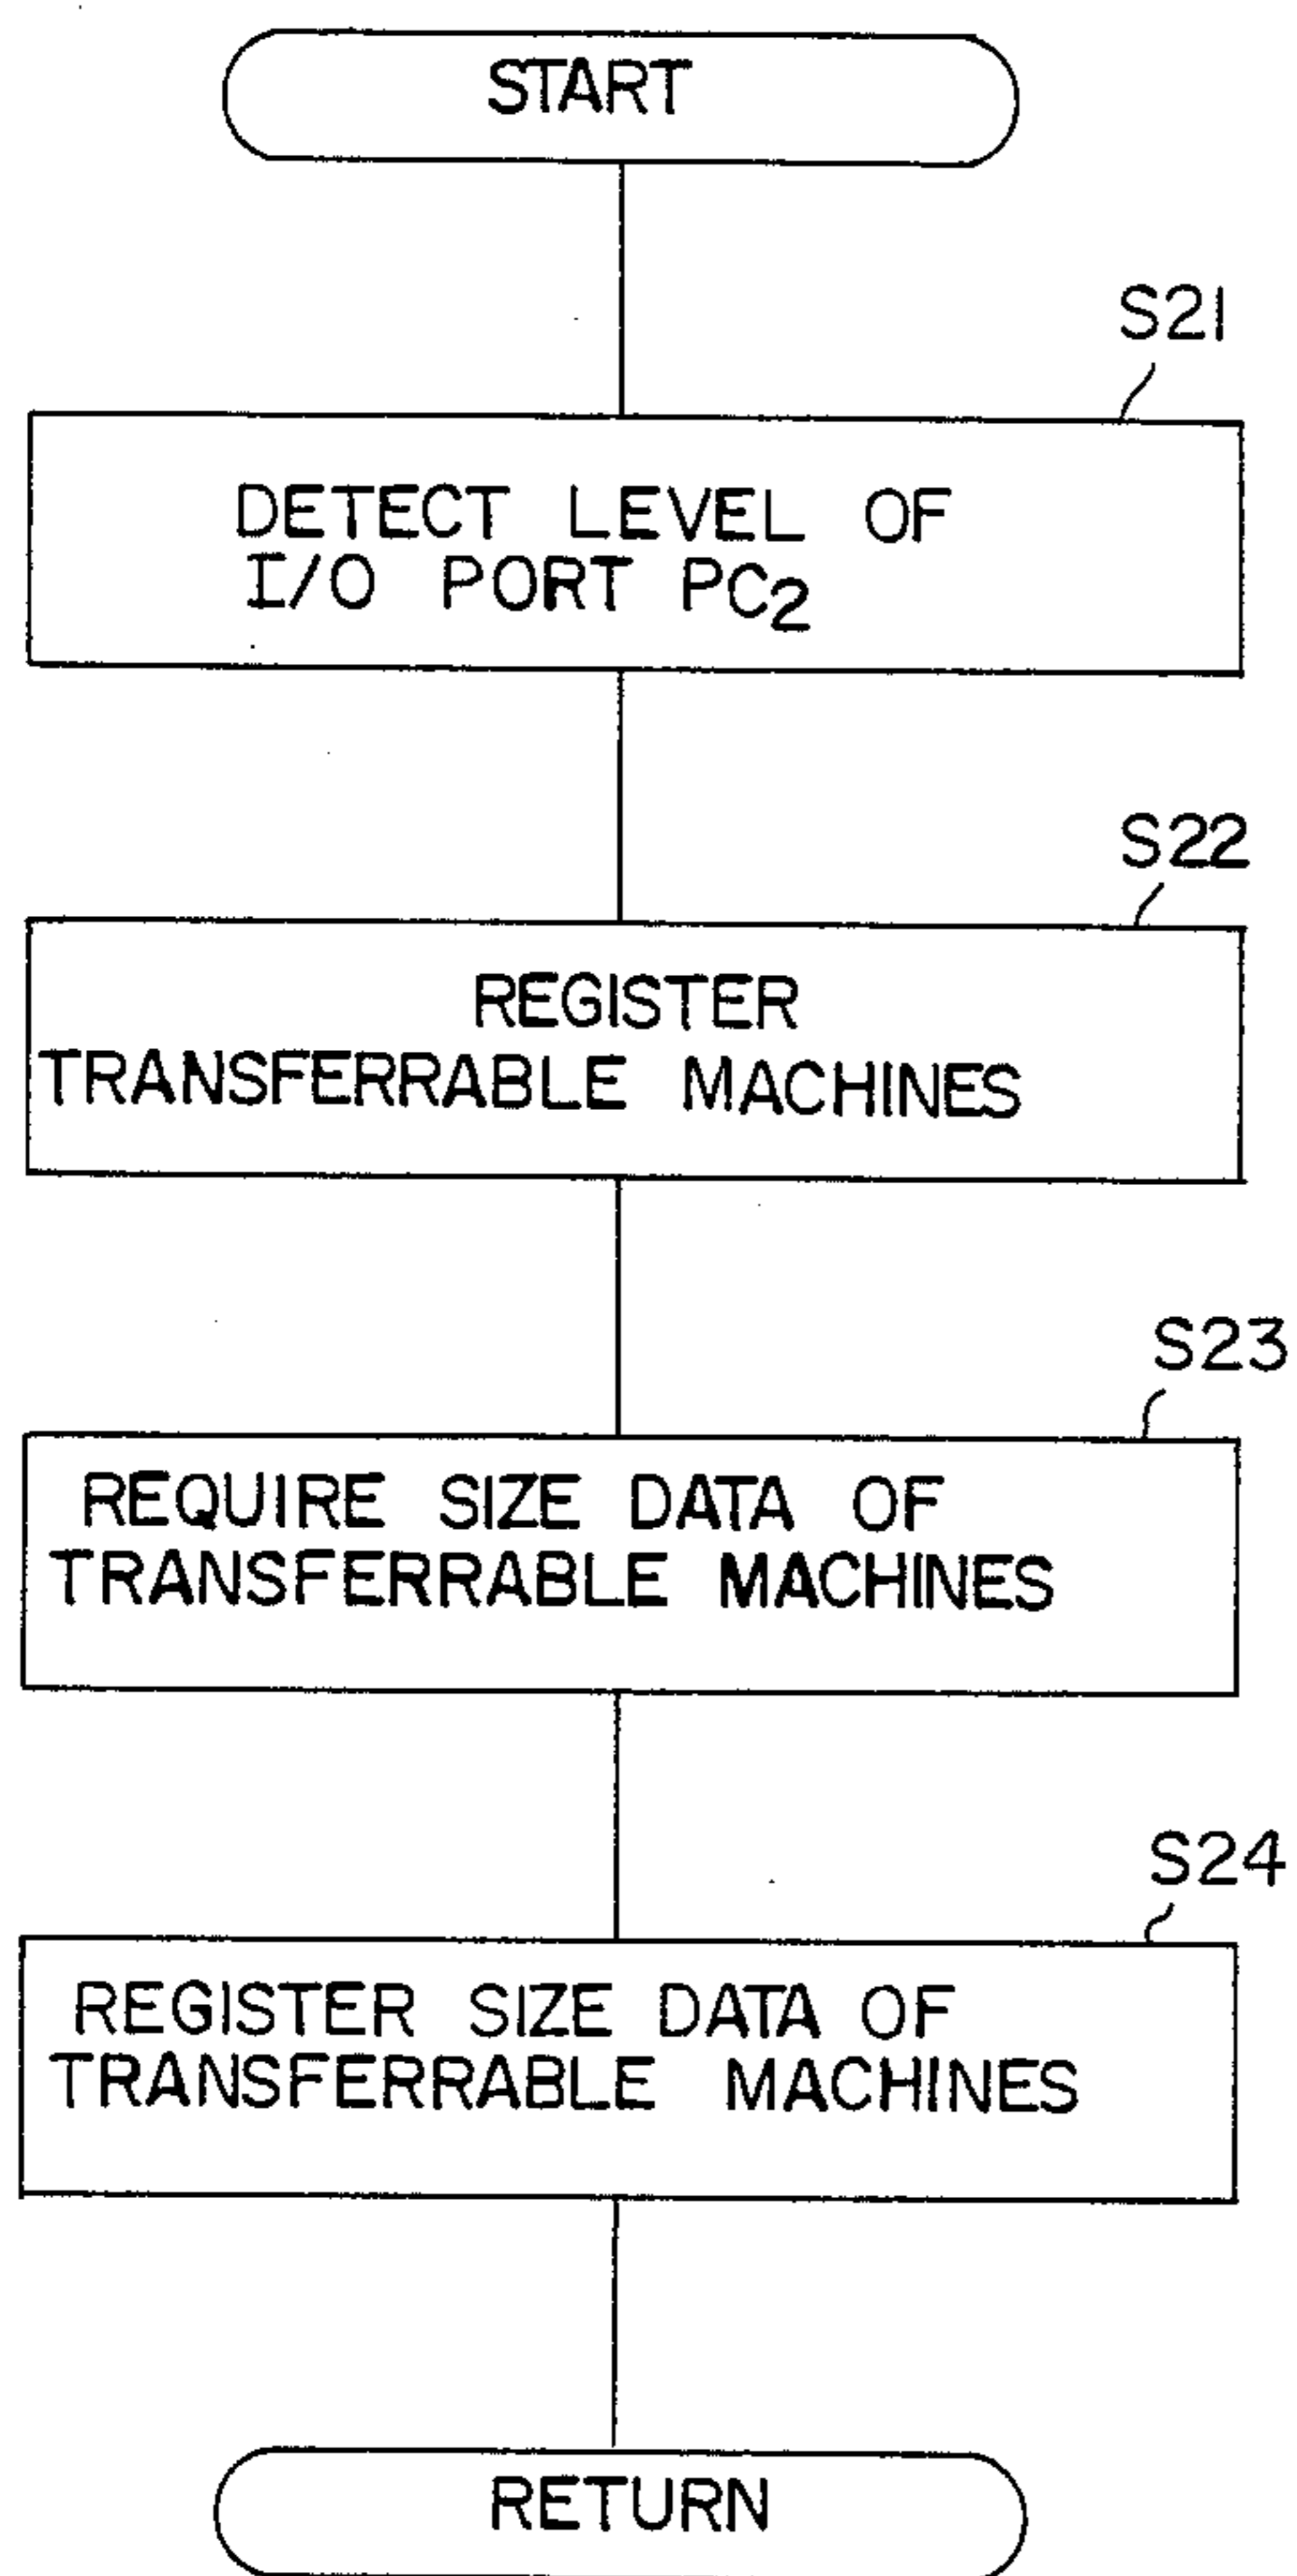 START
S21
DETECT LEVEL OF
I/O PORT PC₂
S22
REGISTER
TRANSFERRABLE MACHINES
S23
REQUIRE SIZE DATA OF
TRANSFERRABLE MACHINES
S24
REGISTER SIZE DATA OF
TRANSFERRABLE MACHINES
RETURN